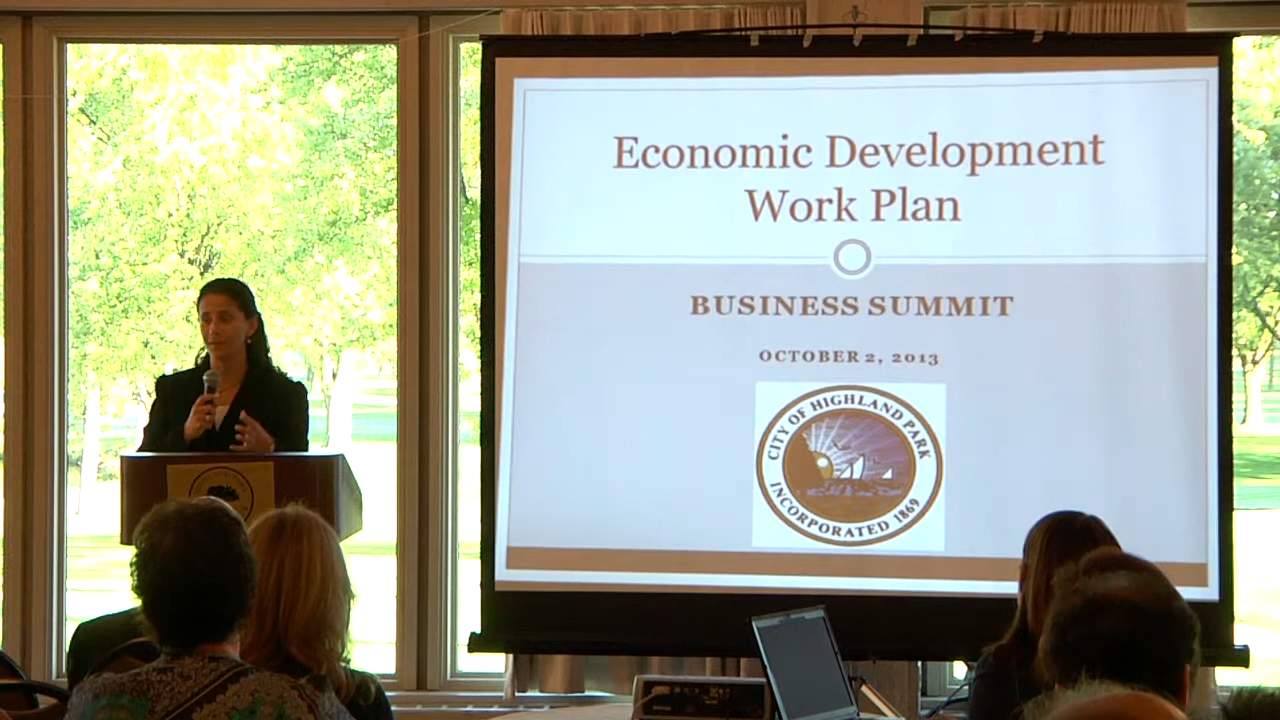 Economic Development
Work Plan
BUSINESS SUMMIT
OCTOBER 2, 2013
CITY OF HIGHLAND PARK
INCORPORATED 1869